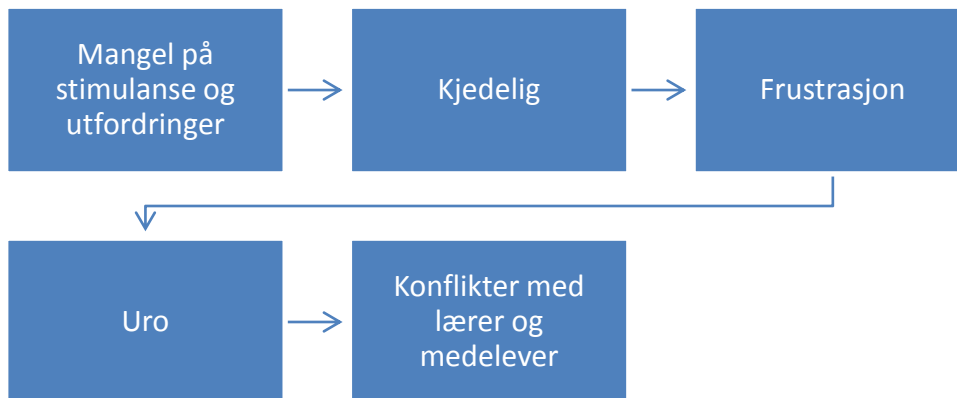 Mangel på
stimulanse og
utfordringer
Kjedelig
Frustrasjon
Uro
Konflikter med
lærer og
medelever